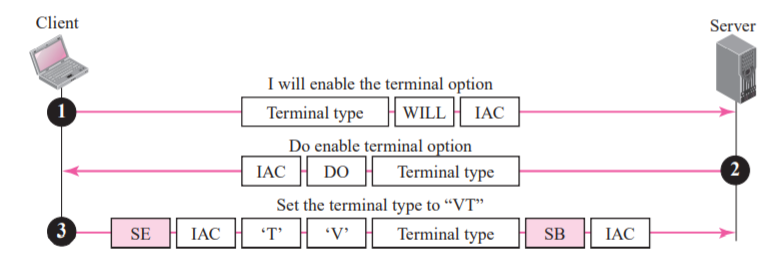 Client
Server
I will enable the terminal option
1 Terminal type WILL IAC
Do enable terminal option
IAC DO Terminal type 2
Set the terminal type to “VT”
3 SE IAC ‘T’ ‘V’ Terminal type SB IAC